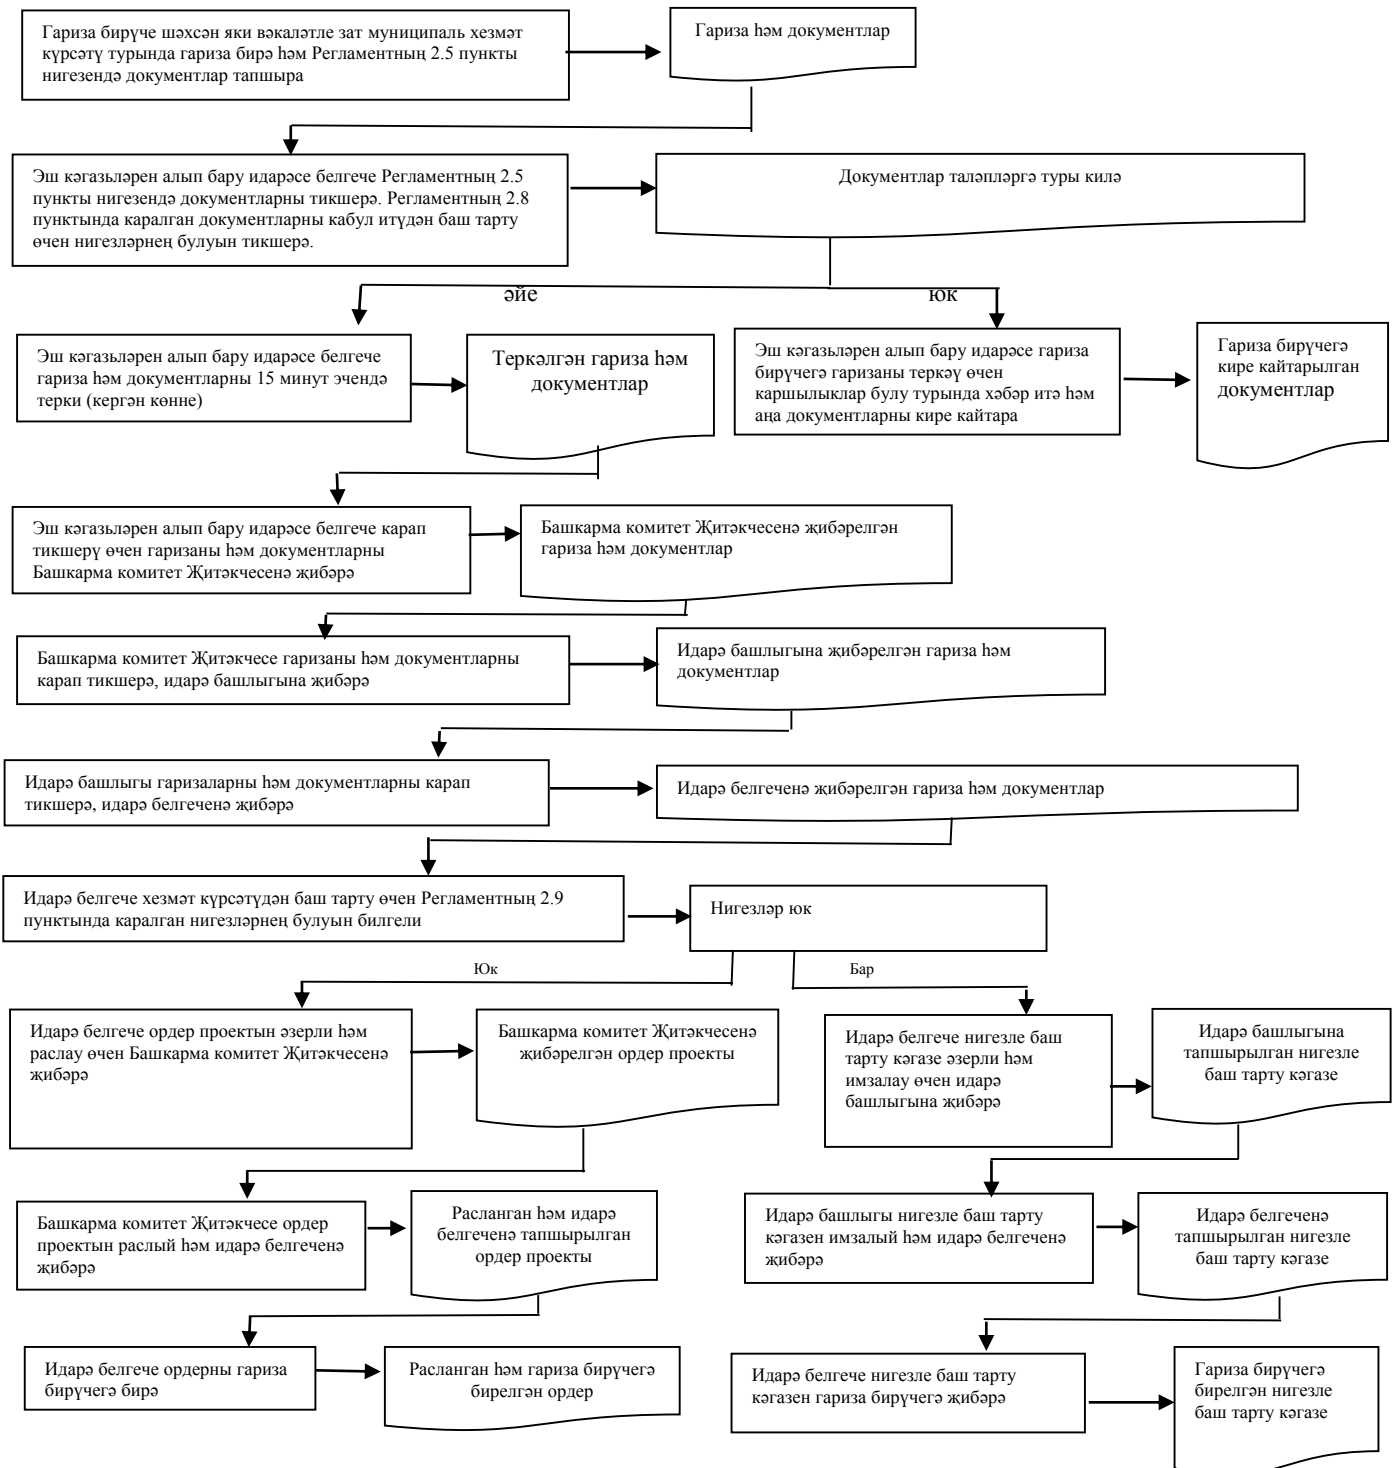 Гариза бирүче шәхсән яки вәкаләтле зат муниципаль хезмәт
күрсәтү турында гариза бирә һәм Регламентның 2.5 пункты
нигезендә документлар тапшыра
Гариза һәм документлар
Эш кәгазьләрен алып бару идарәсе белгече Регламентның 2.5
пункты нигезендә документларны тикшерә. Регламентның 2.8
пунктында каралган документларны кабул итүдән баш тарту
өчен нигезләрнең булуын тикшерә.
Документлар таләпләргә туры килә
әйе
юк
Эш кәгазьләрен алып бару идарәсе белгече
гариза һәм документларны 15 минут эчендә
терки (кергән көнне)
Теркәлгән гариза һәм
документлар
Эш кәгазьләрен алып бару идарәсе гариза
бирүчегә гаризаны теркәү өчен
каршылыклар булу турында хәбәр итә һәм
аңа документларны кире кайтара
Гариза бирүчегә
кире кайтарылган
документлар
Эш кәгазьләрен алып бару идарәсе белгече карап
тикшерү өчен гаризаны һәм документларны
Башкарма комитет Җитәкчесенә җибәрә
Башкарма комитет Җитәкчесенә җибәрелгән
гариза һәм документлар
Башкарма комитет Җитәкчесе гаризаны һәм документларны
карап тикшерә, идарә башлыгына җибәрә
Идарә башлыгына җибәрелгән гариза һәм
документлар
Идарә башлыгы гаризаларны һәм документларны карап
тикшерә, идарә белгеченә җибәрә
Идарә белгеченә җибәрелгән гариза һәм документлар
Идарә белгече хезмәт күрсәтүдән баш тарту өчен Регламентның 2.9
пунктында каралган нигезләрнең булуын билгели
Нигезләр юк
Юк
Бар
Идарә белгече ордер проектын әзерли һәм
раслау өчен Башкарма комитет Җитәкчесенә
җибәрә
Башкарма комитет Җитәкчесенә
җибәрелгән ордер проекты
Идарә белгече нигезле баш
тарту кәгазе әзерли һәм
имзалау өчен идарә
башлыгына җибәрә
Идарә башлыгына
тапшырылган нигезле
баш тарту кәгазе
Башкарма комитет Җитәкчесе ордер
проектын раслый һәм идарә белгеченә
җибәрә
Расланган һәм идарә
белгеченә тапшырылган
ордер проекты
Идарә башлыгы нигезле баш тарту
кәгазен имзалый һәм идарә белгеченә
җибәрә
Идарә белгеченә
тапшырылган нигезле
баш тарту кәгазе
Идарә белгече ордерны гариза
бирүчегә бирә
Расланган һәм гариза бирүчегә
бирелгән ордер
Идарә белгече нигезле баш тарту
кәгазен гариза бирүчегә җибәрә
Гариза бирүчегә
бирелгән нигезле
баш тарту кәгазе